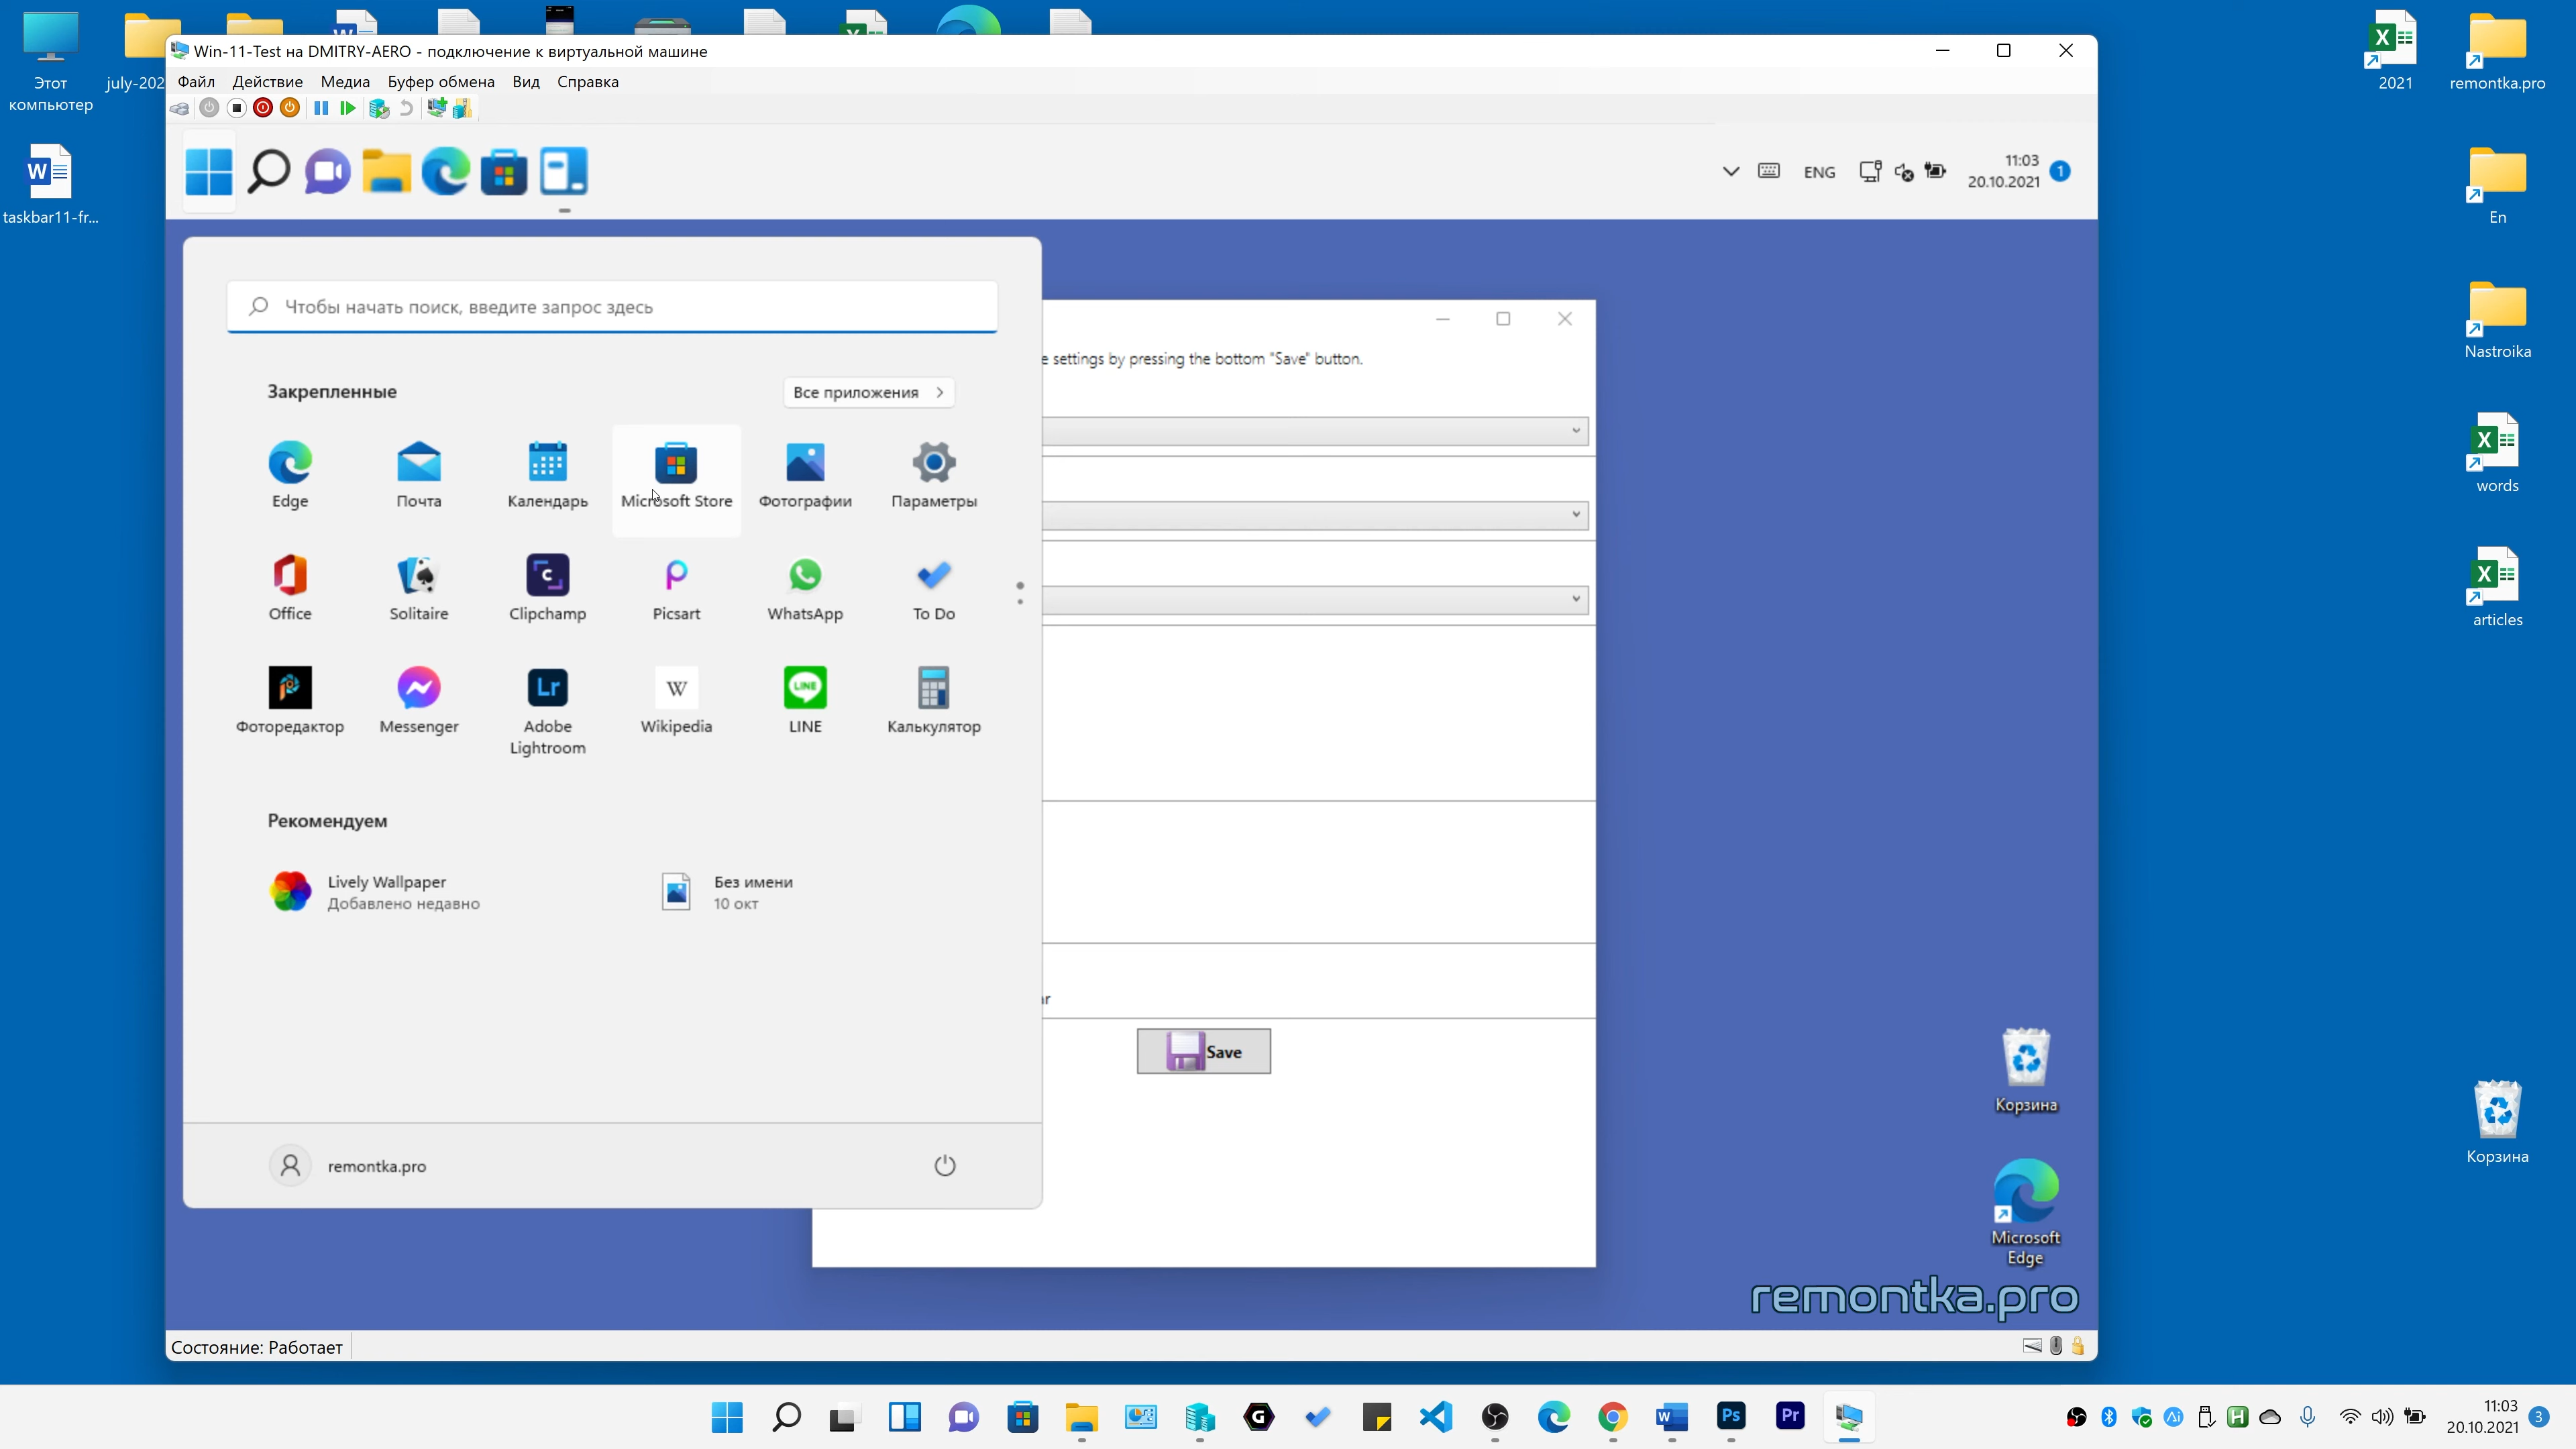 Этот
компьютер
july-202
taskbar11-fr...
2021
remontka.pro
En
Nastroika
words
articles
Корзина
Win-11-Test на DMITRY-AERO - подключение к виртуальной машине
Файл Действие Медиа Буфер обмена Вид Справка
ENG
11:03
20.10.2021
1
Чтобы начать поиск, введите запрос здесь
e settings by pressing the bottom "Save" button.
Закрепленные
Все приложения
Edge Почта Календарь Microsoft Store Фотографии Параметры
Office Solitaire Clipchamp Picsart WhatsApp To Do
LINE
Фоторедактор Messenger Adobe Lightroom Wikipedia LINE Калькулятор
Рекомендуем
Lively Wallpaper
Добавлено недавно
Без имени
10 окт
ar
Save
remontka.pro
Корзина
Microsoft
Edge
remontka.pro
Состояние: Работает
11:03
20.10.2021
3